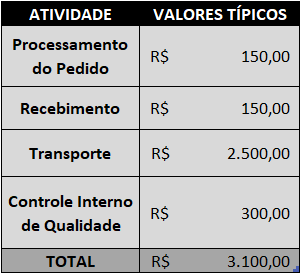 ATIVIDADE VALORES TÍPICOS
Processamento
do Pedido
R$ 150,00
Recebimento R$ 150,00
Transporte R$ 2.500,00
Controle Interno
de Qualidade
R$ 300,00
TOTAL R$ 3.100,00